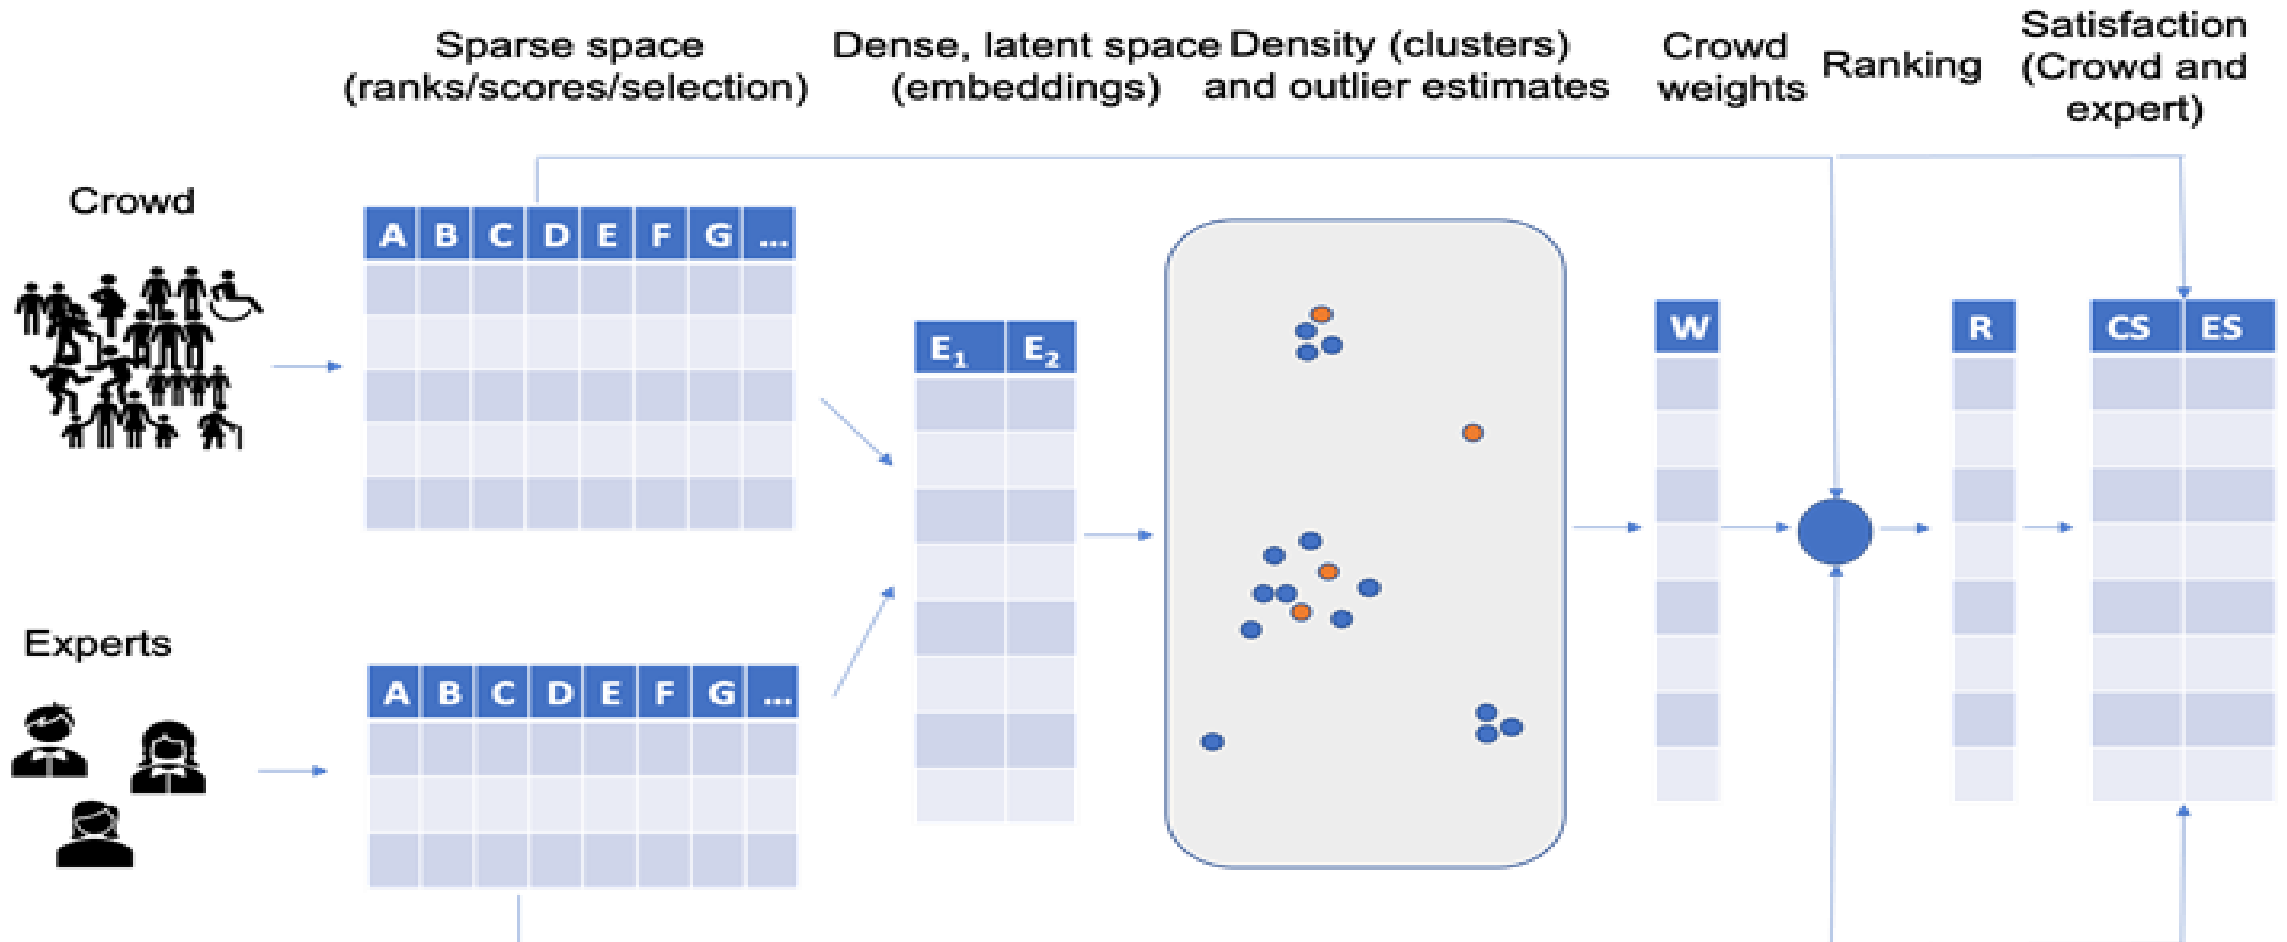 Sparse space
(ranks/scores/selection)
Dense, latent space
(embeddings)
Density (clusters)
and outlier estimates
Crowd
weights
Ranking
Satisfaction
(Crowd and
expert)
Crowd
A B C D E F G ...
E1 E2
W
R
CS ES
Experts
A B C D E F G ...